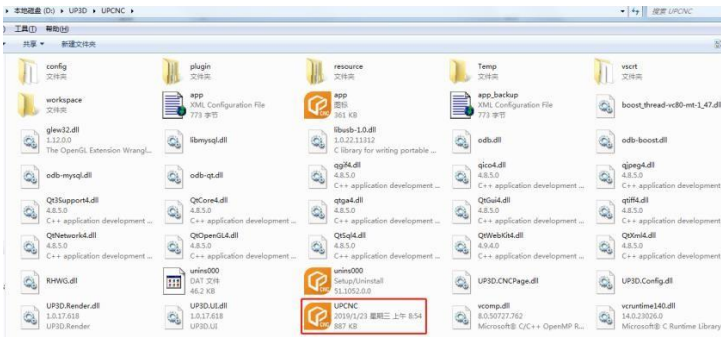 本地磁盘 (D:) ▸ UP3D ▸ UPCNC ▸
搜索 UPCNC
工具(T) 帮助(H)
共享 新建文件夹
config
文件夹
plugin
文件夹
resource
文件夹
Temp
文件夹
vscrt
文件夹
workspace
文件夹
app
XML Configuration File
773 字节
app
图标
361 KB
app_backup
XML Configuration File
773 字节
boost_thread-vc80-mt-1_47.dll
glew32.dll
1.12.0.0
The OpenGL Extension Wrangl...
libmysql.dll
libusb-1.0.dll
1.0.22.11312
C library for writing portable ...
odb.dll
odb-boost.dll
odb-mysql.dll
odb-qt.dll
qgif4.dll
4.8.5.0
C++ application development ...
qico4.dll
4.8.5.0
C++ application development ...
qjpeg4.dll
4.8.5.0
C++ application development ...
Qt3Support4.dll
4.8.5.0
C++ application development ...
QtCore4.dll
4.8.5.0
C++ application development ...
qtga4.dll
4.8.5.0
C++ application development ...
QtGui4.dll
4.8.5.0
C++ application development ...
qtiff4.dll
4.8.5.0
C++ application development ...
QtNetwork4.dll
4.8.5.0
C++ application development ...
QtOpenGL4.dll
4.8.5.0
C++ application development ...
QtSql4.dll
4.8.5.0
C++ application development ...
QtWebKit4.dll
4.9.4.0
C++ application development ...
QtXml4.dll
4.8.5.0
C++ application development ...
RHWG.dll
unins000
DAT 文件
46.2 KB
unins000
Setup/Uninstall
51.1052.0.0
UP3D.CNCPage.dll
UP3D.Config.dll
UP3D.Render.dll
1.0.17.618
UP3D.Render
UP3D.UI.dll
1.0.17.618
UP3D.UI
UPCNC
2019/1/23 星期三 上午 8:54
887 KB
vcomp.dll
8.0.50727.762
Microsoft® C/C++ OpenMP R...
vcruntime140.dll
14.0.23026.0
Microsoft® C Runtime Library